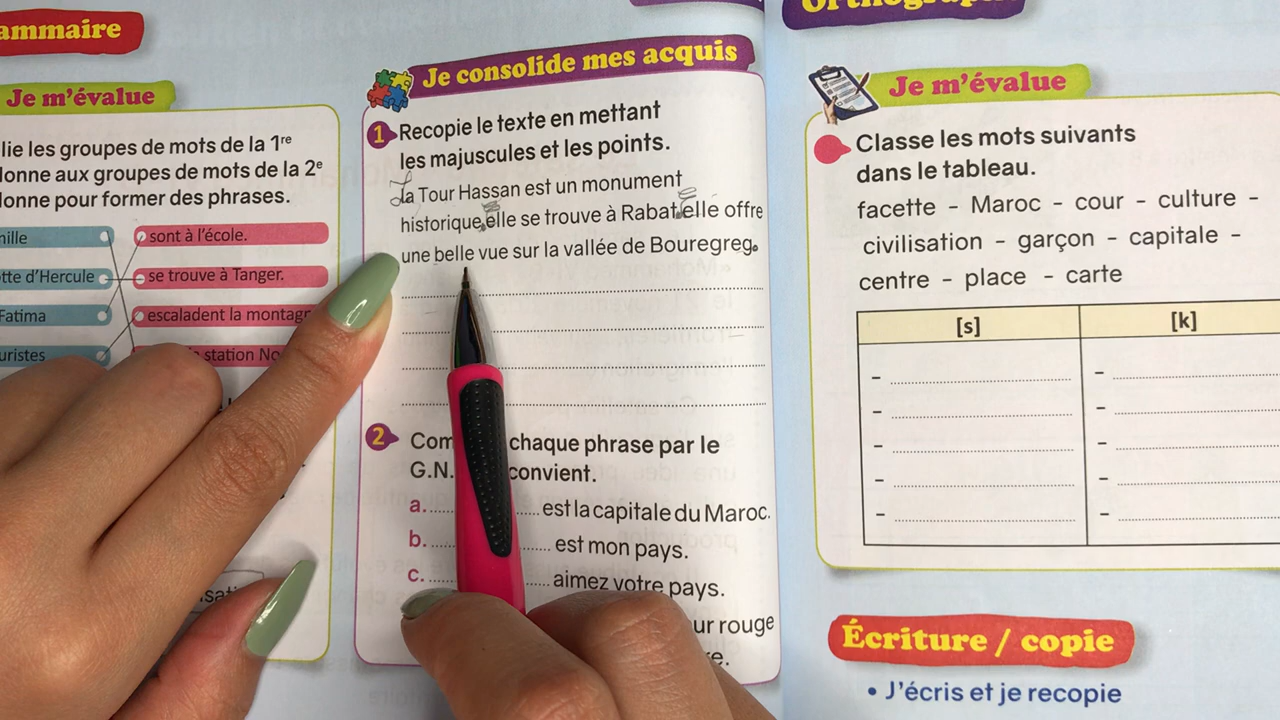 ammaire
Je m'évalue
lie les groupes de mots de la 1re
lonne aux groupes de mots de la 2e
lonne pour former des phrases.
nille
sont à l'école.
tte d'Hercule
se trouve à Tanger.
Fatima
escaladent la montagn
uristes
station No
Je consolide mes acquis
1 Recopie le texte en mettant
les majuscules et les points.
La Tour Hassan est un monument
historique.elle se trouve à Rabat.elle offre
une belle vue sur la vallée de Bouregreg.
2 Com chaque phrase par le
G.N. convient.
a. est la capitale du Maroc.
b. est mon pays.
c. aimez votre pays.
ur rouge
re.
Orthograp
Je m'évalue
Classe les mots suivants
dans le tableau.
facette - Maroc - cour - culture -
civilisation - garçon - capitale -
centre - place - carte
[s] [k]
Écriture / copie
• J'écris et je recopie